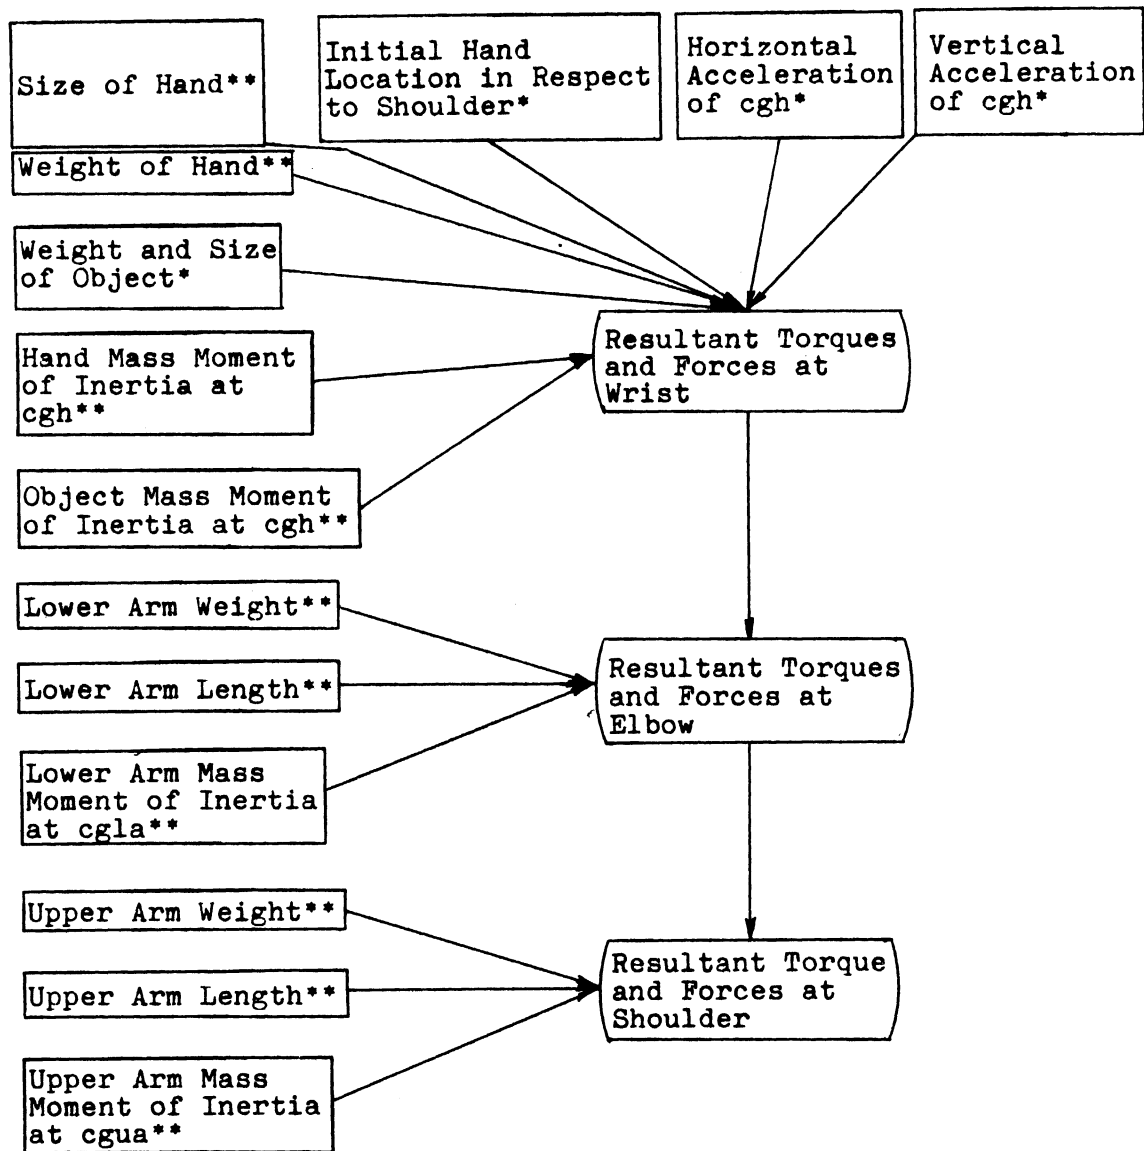 Size of Hand**
Initial Hand
Location in Respect
to Shoulder*
Horizontal
Acceleration
of cgh*
Vertical
Acceleration
of cgh*
Weight of Hand**
Weight and Size
of Object*
Hand Mass Moment
of Inertia at
cgh**
Object Mass Moment
of Inertia at cgh**
Resultant Torques
and Forces at
Wrist
Lower Arm Weight**
Lower Arm Length**
Lower Arm Mass
Moment of Inertia
at cgla**
Resultant Torques
and Forces at
Elbow
Upper Arm Weight**
Upper Arm Length**
Upper Arm Mass
Moment of Inertia
at cgua**
Resultant Torque
and Forces at
Shoulder